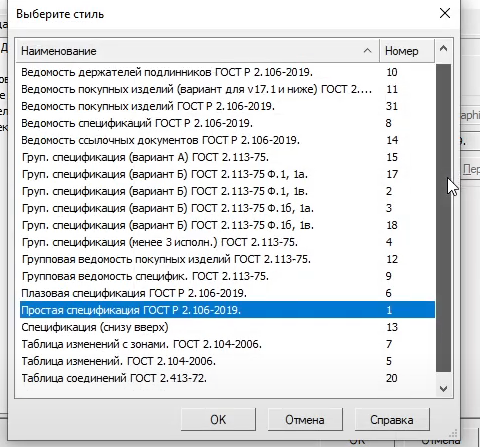 Выберите стиль
Наименование Номер
Ведомость держателей подлинников ГОСТ Р 2.106-2019. 10
Ведомость покупных изделий (вариант для v17.1 и ниже) ГОСТ 2.... 11
Ведомость покупных изделий ГОСТ Р 2.106-2019. 31
Ведомость спецификаций ГОСТ Р 2.106-2019. 8
Ведомость ссылочных документов ГОСТ Р 2.106-2019. 14
Груп. спецификация (вариант А) ГОСТ 2.113-75. 15
Груп. спецификация (вариант Б) ГОСТ 2.113-75 Ф.1, 1а. 17
Груп. спецификация (вариант Б) ГОСТ 2.113-75 Ф.1, 1в. 2
Груп. спецификация (вариант Б) ГОСТ 2.113-75 Ф.1б, 1а. 3
Груп. спецификация (вариант Б) ГОСТ 2.113-75 Ф.1б, 1в. 18
Груп. спецификация (менее 3 исполн.) ГОСТ 2.113-75. 4
Групповая ведомость покупных изделий ГОСТ 2.113-75. 12
Групповая ведомость специфик. ГОСТ 2.113-75. 9
Плазовая спецификация ГОСТ Р 2.106-2019. 6
Простая спецификация ГОСТ Р 2.106-2019. 1
Спецификация (снизу вверх) 13
Таблица изменений с зонами. ГОСТ 2.104-2006. 7
Таблица изменений. ГОСТ 2.104-2006. 5
Таблица соединений ГОСТ 2.413-72. 20
OK Отмена Справка